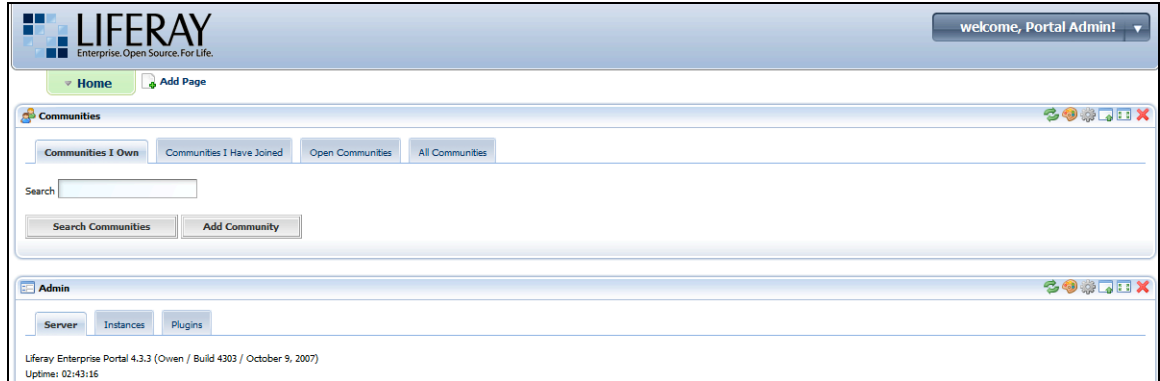 LIFERAY
Enterprise. Open Source. For Life.
welcome, Portal Admin!
Home Add Page
Communities
Communities I Own Communities I Have Joined Open Communities All Communities
Search
Search Communities Add Community
Admin
Server Instances Plugins
Liferay Enterprise Portal 4.3.3 (Owen / Build 4303 / October 9, 2007)
Uptime: 02:43:16